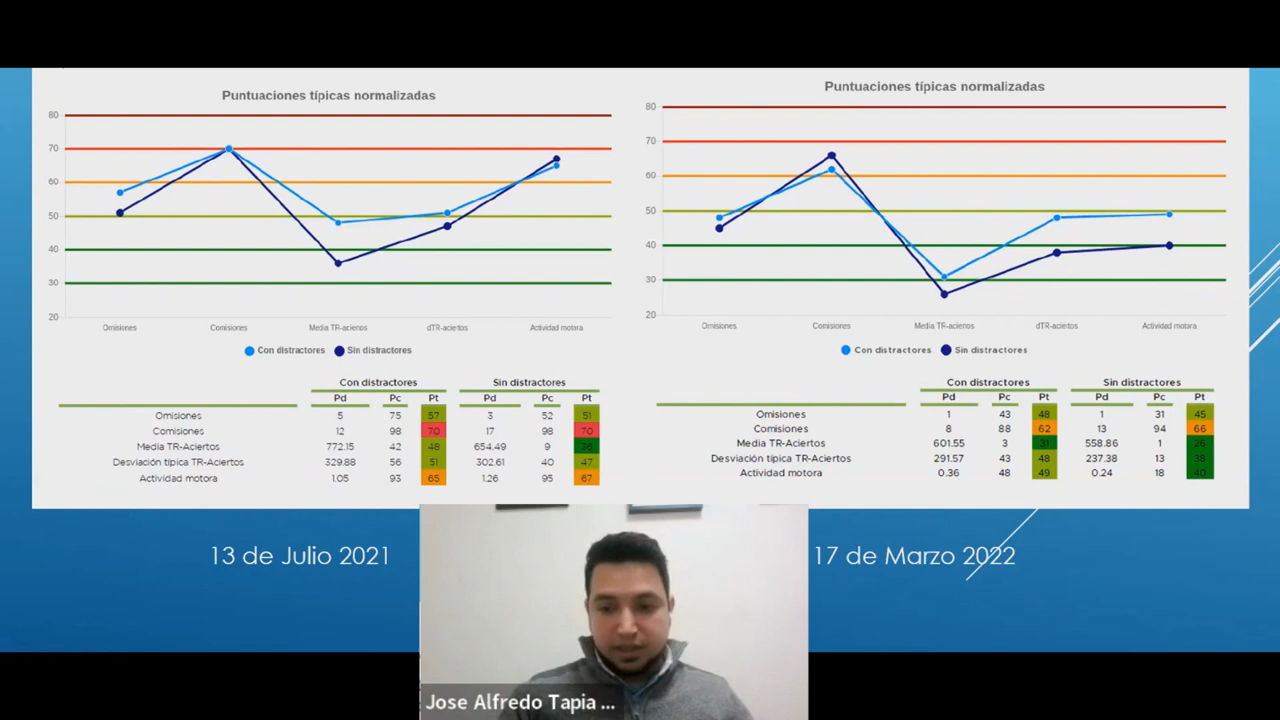 Puntuaciones típicas normalizadas
80
70
60
50
40
30
20
Omisiones Comisiones Media TR-aciertos dTR-aciertos Actividad motora
Con distractores Sin distractores
Con distractores Sin distractores
Pd Pc Pt Pd Pc Pt
Omisiones 5 75 57 3 52 51
Comisiones 12 98 70 17 98 70
Media TR-Aciertos 772.15 42 48 654.49 9 36
Desviación típica TR-Aciertos 329.88 56 51 302.61 40 47
Actividad motora 1.05 93 65 1.26 95 67
13 de Julio 2021
Puntuaciones típicas normalizadas
80
70
60
50
40
30
20
Omisiones Comisiones Media TR-aciertos dTR-aciertos Actividad motora
Con distractores Sin distractores
Con distractores Sin distractores
Pd Pc Pt Pd Pc Pt
Omisiones 1 43 48 1 31 45
Comisiones 8 88 62 13 94 66
Media TR-Aciertos 601.55 3 31 558.86 1 26
Desviación típica TR-Aciertos 291.57 43 48 237.38 13 38
Actividad motora 0.36 48 49 0.24 18 40
17 de Marzo 2022
Jose Alfredo Tapia ...